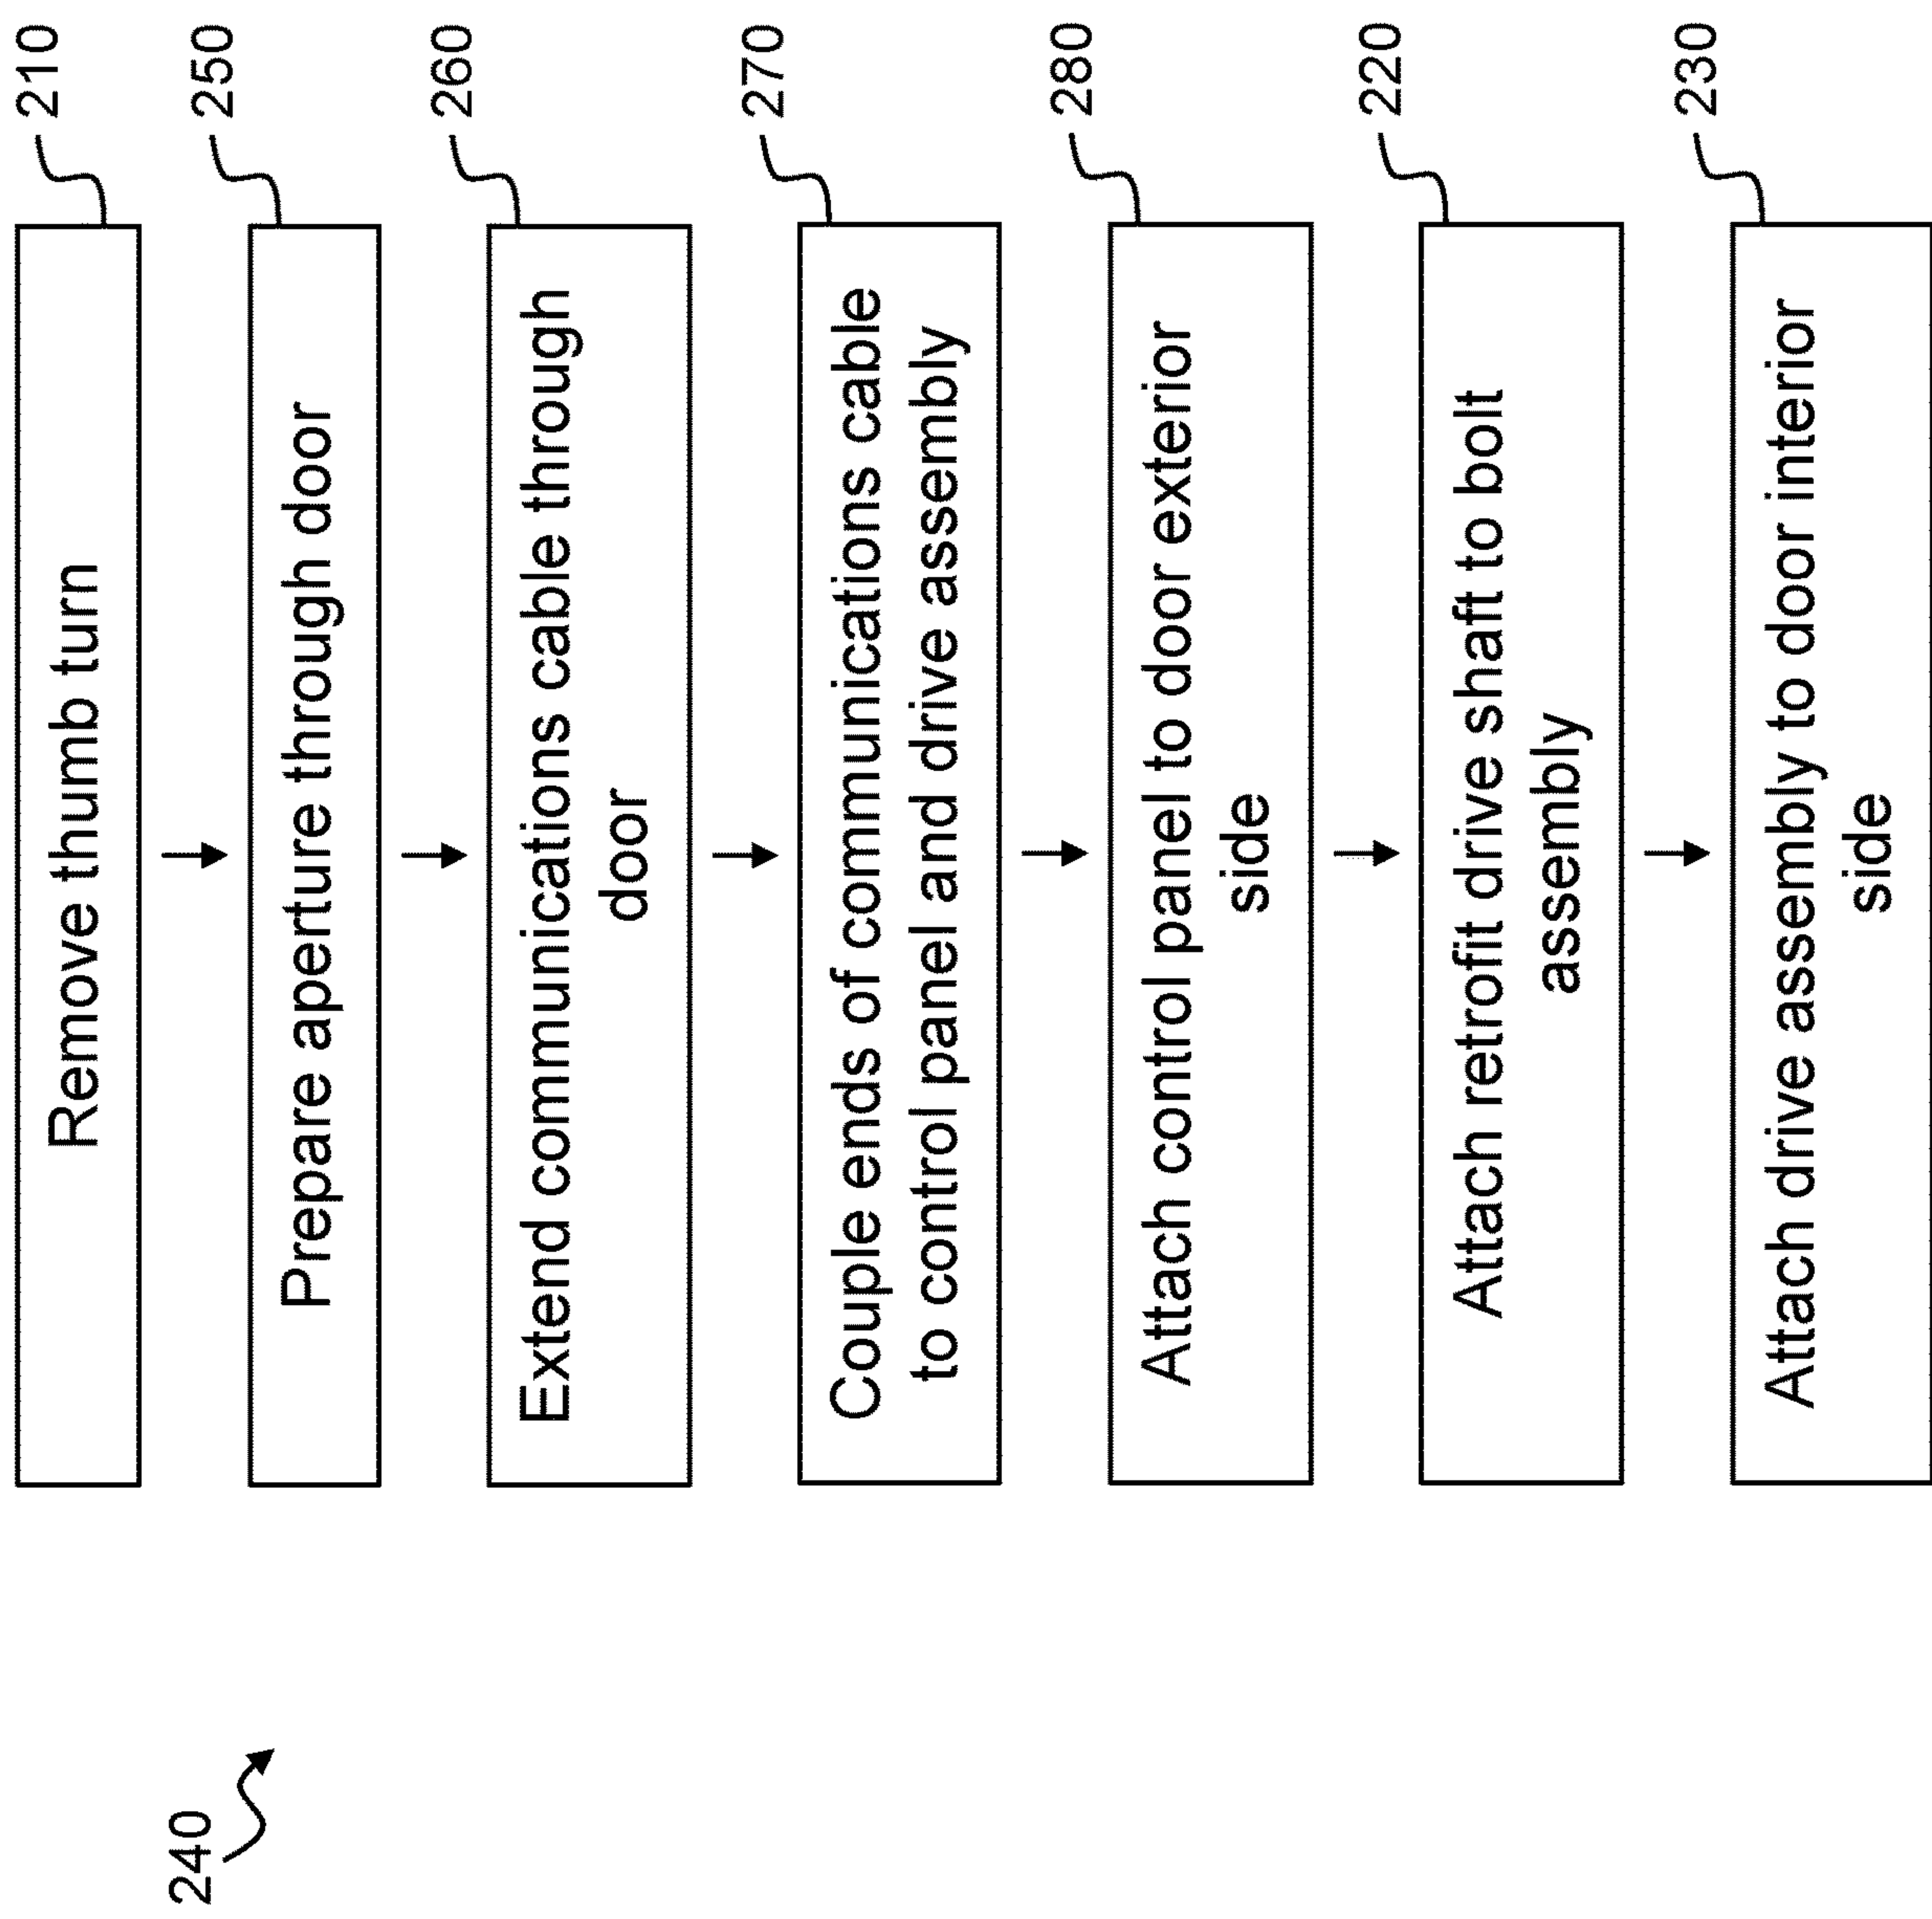 240
Remove thumb turn
210
Prepare aperture through door
250
Extend communications cable through
door
260
Couple ends of communications cable
to control panel and drive assembly
270
Attach control panel to door exterior
side
280
Attach retrofit drive shaft to bolt
assembly
220
Attach drive assembly to door interior
side
230